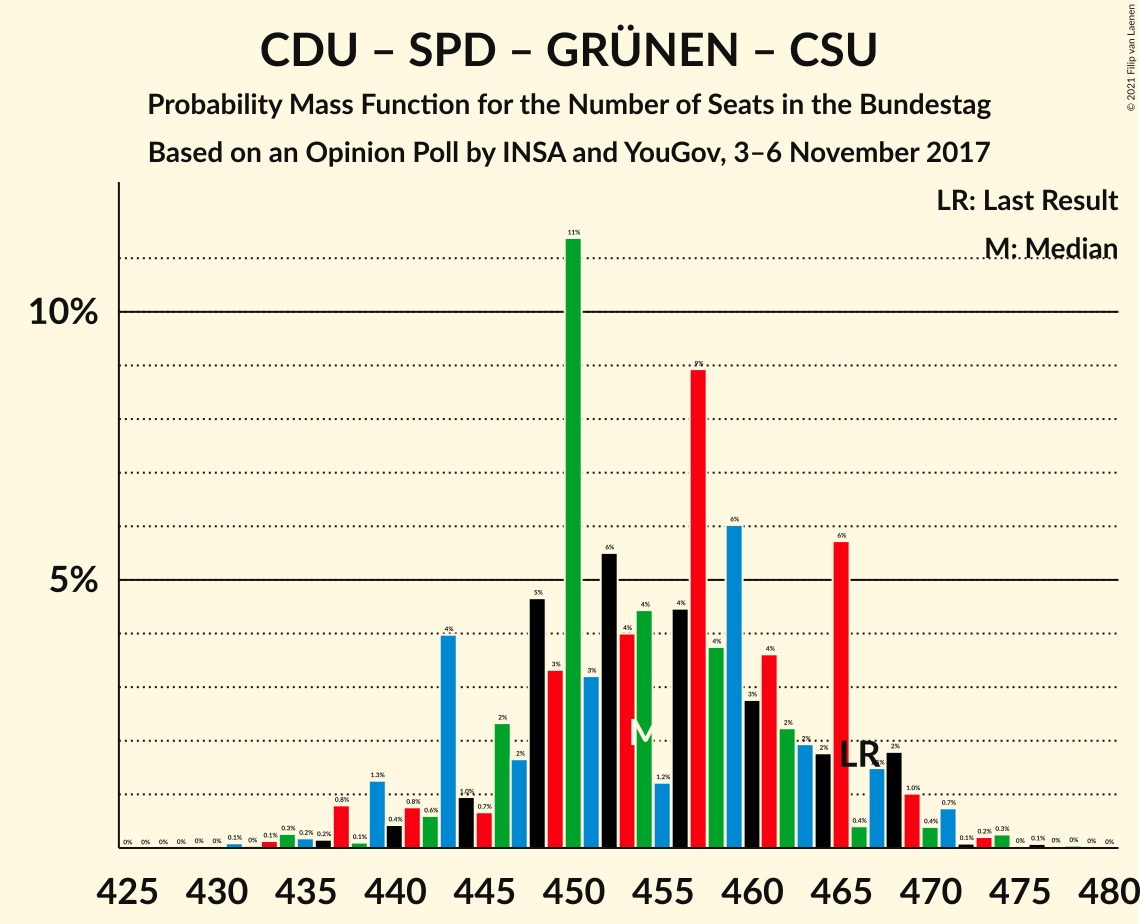 CDU – SPD – GRÜNEN – CSU
Probability Mass Function for the Number of Seats in the Bundestag
Based on an Opinion Poll by INSA and YouGov, 3–6 November 2017
© 2021 Filip van Laenen
LR: Last Result
M: Median
10%
5%
0% 0% 0% 0% 0% 0% 0.1% 0% 0.1% 0.3% 0.2% 0.2% 0.8% 0.1% 1.3% 0.4% 0.8% 0.6% 4% 1.0% 0.7% 2% 2% 5% 3% 11% 3% 6% 4% 4% 1.2% 4% 9% 4% 6% 3% 4% 2% 2% 2% 6% 0.4% 2% 1.0% 0.4% 0.7% 0.1% 0.2% 0.3% 0% 0.1% 0% 0% 0% 0%
M
LR
425 430 435 440 445 450 455 460 465 470 475 480